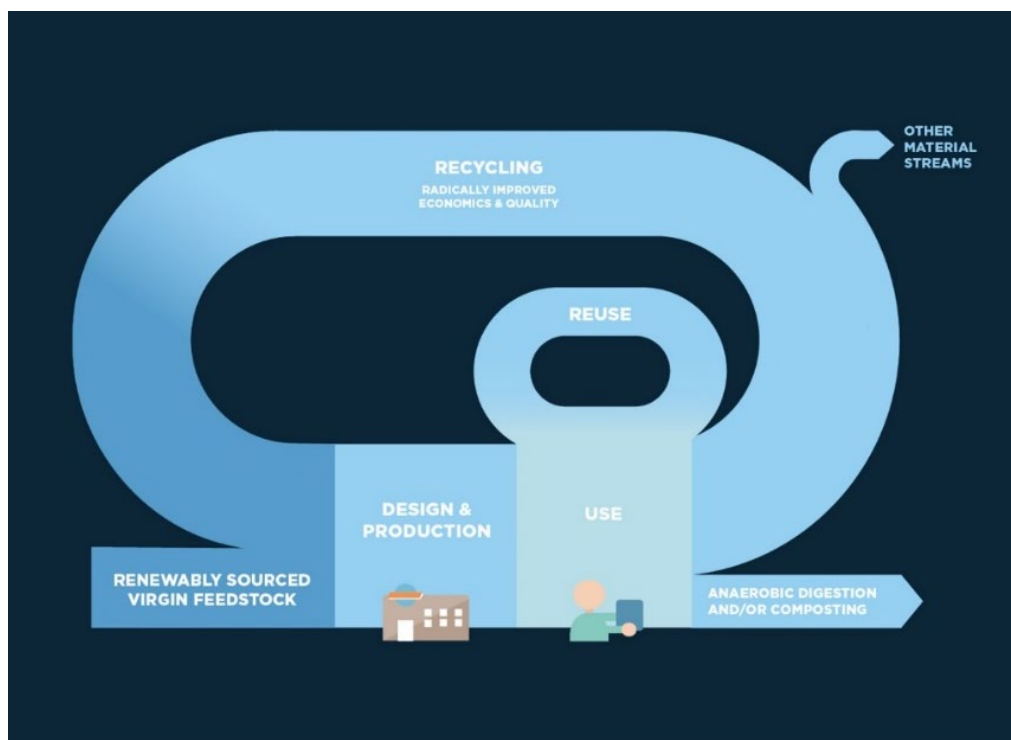 RECYCLING
RADICALLY IMPROVED
ECONOMICS & QUALITY
OTHER
MATERIAL
STREAMS
REUSE
DESIGN &
PRODUCTION
USE
RENEWABLY SOURCED
VIRGIN FEEDSTOCK
ANAEROBIC DIGESTION
AND/OR COMPOSTING